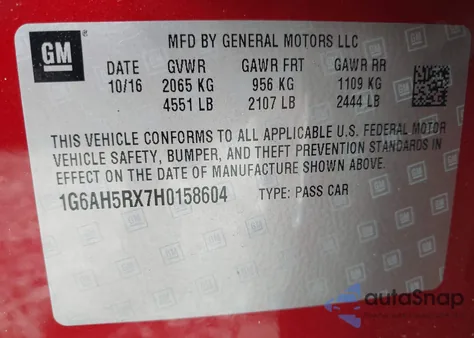 GM
MFD BY GENERAL MOTORS LLC
DATE GVWR GAWR FRT GAWR RR
10/16 2065 KG 956 KG 1109 KG
4551 LB 2107 LB 2444 LB
THIS VEHICLE CONFORMS TO ALL APPLICABLE U.S. FEDERAL MOTOR
VEHICLE SAFETY, BUMPER, AND THEFT PREVENTION STANDARDS IN
EFFECT ON THE DATE OF MANUFACTURE SHOWN ABOVE.
1G6AH5RX7H0158604 TYPE: PASS CAR
autoSnap